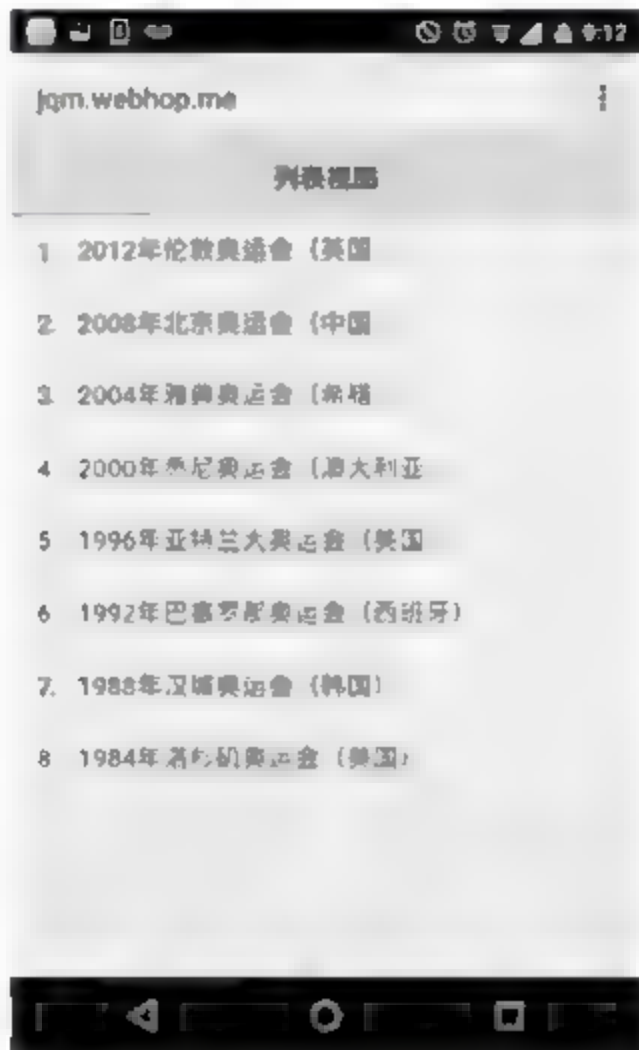 9:12
jqm.webhop.me
列表视图
1 2012年伦敦奥运会（英国
2. 2008年北京奥运会（中国
3. 2004年雅典奥运会（希腊
4 2000年悉尼奥运会（澳大利亚
5 1996年亚特兰大奥运会（美国
6 1992年巴塞罗那奥运会（西班牙）
7. 1988年汉城奥运会（韩国）
8 1984年洛杉矶奥运会（美国）